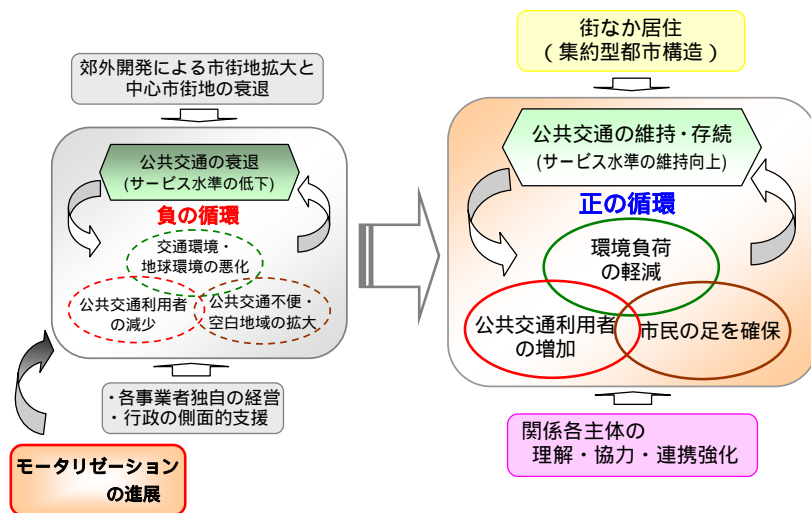 郊外開発による市街地拡大と
中心市街地の衰退
公共交通の衰退
(サービス水準の低下)
負の循環
交通環境・
地球環境の悪化
公共交通利用者
の減少
公共交通不便・
空白地域の拡大
・各事業者独自の経営
・行政の側面的支援
モータリゼーション
の進展
街なか居住
(集約型都市構造)
公共交通の維持・存続
(サービス水準の維持向上)
正の循環
環境負荷
の軽減
公共交通利用者
の増加
市民の足を確保
関係各主体の
理解・協力・連携強化